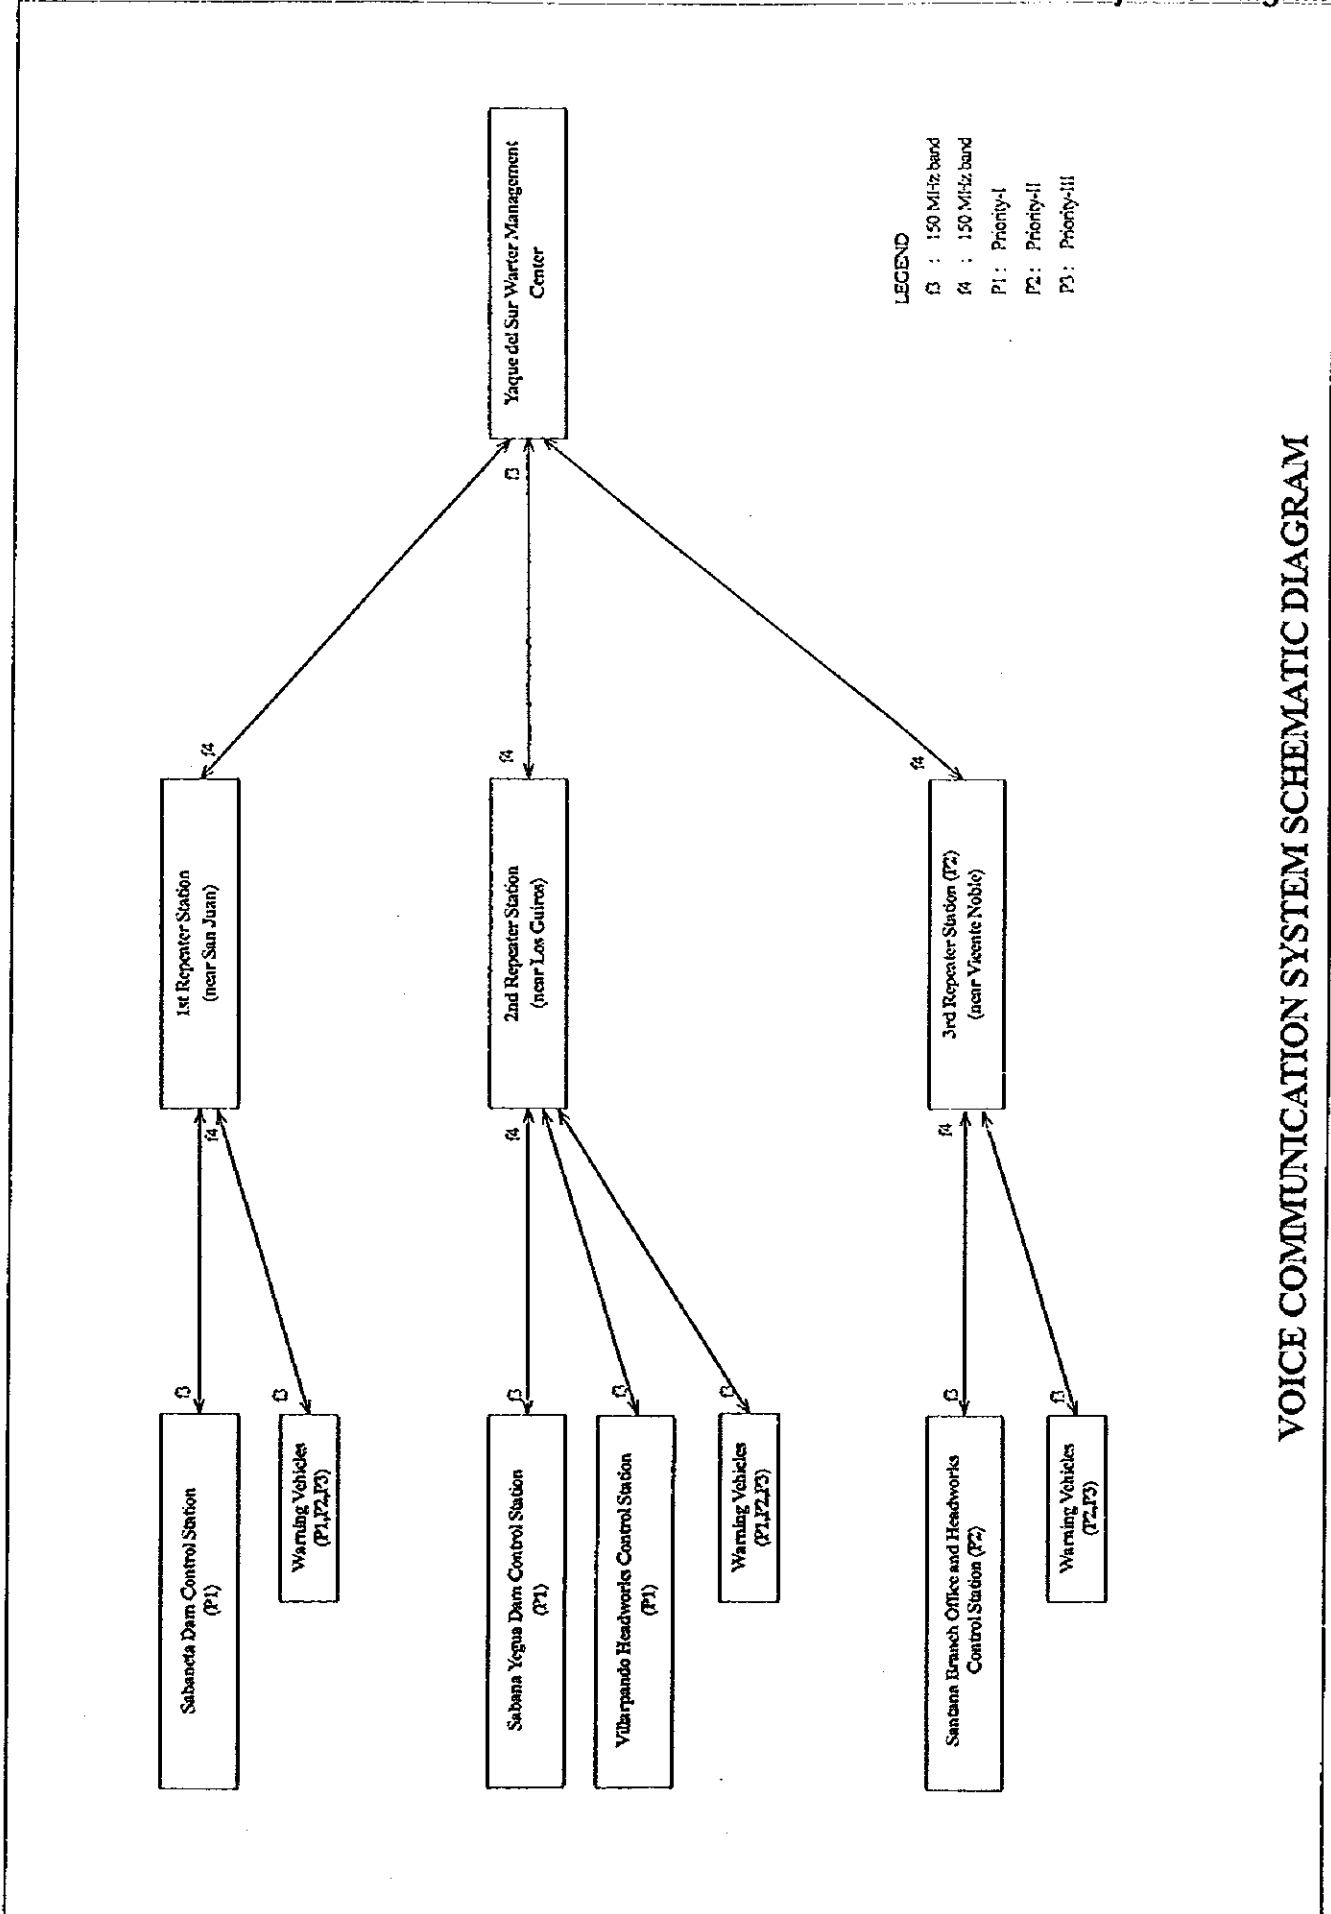 Sabaneta Dam Control Station
(P1)
f3
f4
1st Repeater Station
(near San Juan)
f4
Warning Vehicles
(P1,P2,P3)
f3
Sabana Yegua Dam Control Station
(P1)
f3
f4
2nd Repeater Station
(near Los Guiros)
f4
f3
Yaque del Sur Warter Management
Center
Villarpando Headworks Control Station
(P1)
f3
Warning Vehicles
(P1,P2,P3)
f3
Santana Branch Office and Headworks
Control Station (P2)
f3
f4
3rd Repeater Station (P2)
(near Vicente Noble)
f4
Warning Vehicles
(P2,P3)
f3
LEGEND
f3 : 150 MHz band
f4 : 150 MHz band
P1 : Priority-I
P2 : Priority-II
P3 : Priority-III
VOICE COMMUNICATION SYSTEM SCHEMATIC DIAGRAM